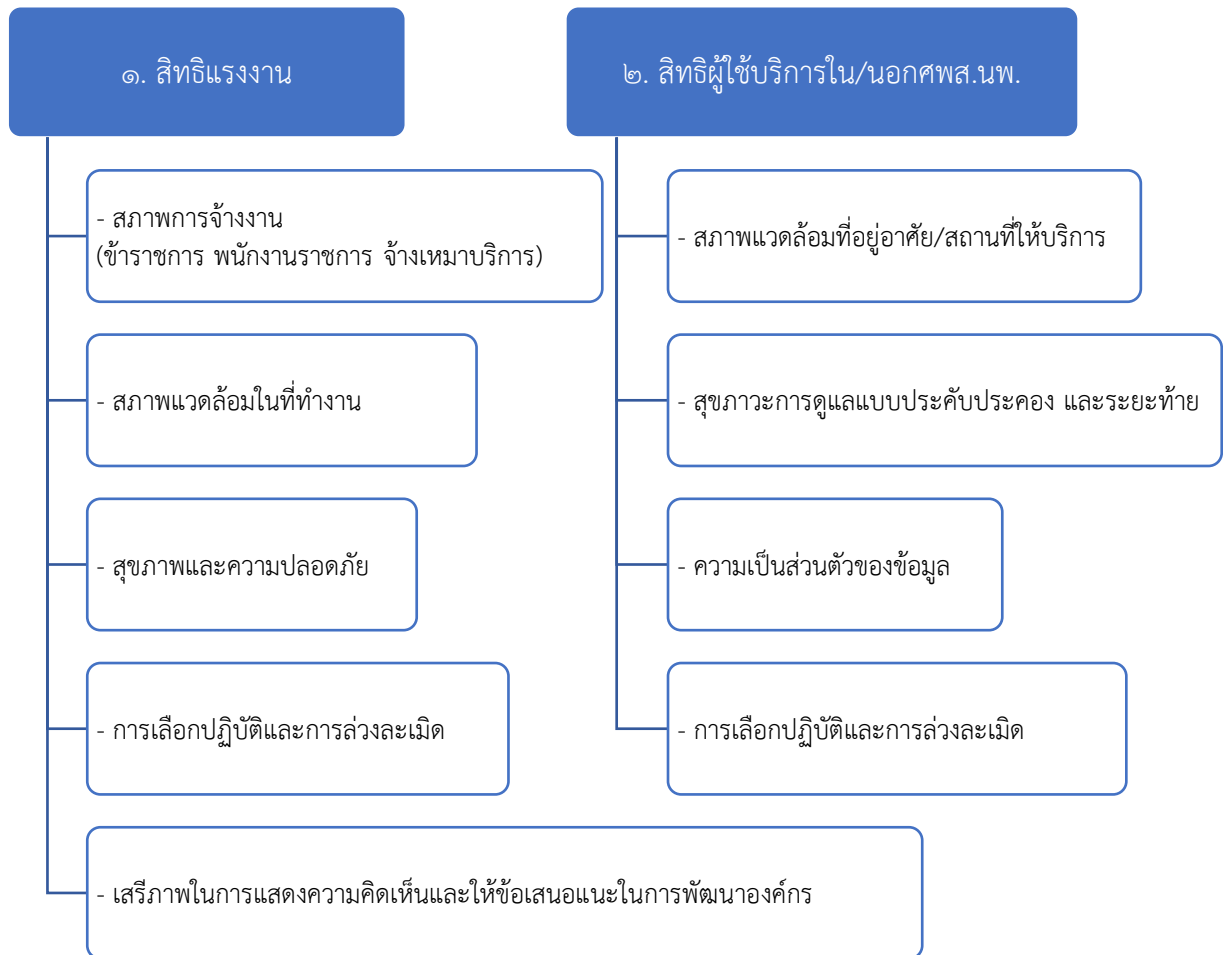 ๑. สิทธิแรงงาน
- สภาพการจ้างงาน
(ข้าราชการ พนักงานราชการ จ้างเหมาบริการ)
- สภาพแวดล้อมในที่ทำงาน
- สุขภาพและความปลอดภัย
- การเลือกปฏิบัติและการล่วงละเมิด
- เสรีภาพในการแสดงความคิดเห็นและให้ข้อเสนอแนะในการพัฒนาองค์กร
๒. สิทธิผู้ใช้บริการใน/นอกศพส.นพ.
- สภาพแวดล้อมที่อยู่อาศัย/สถานที่ให้บริการ
- สุขภาวะการดูแลแบบประคับประคอง และระยะท้าย
- ความเป็นส่วนตัวของข้อมูล
- การเลือกปฏิบัติและการล่วงละเมิด